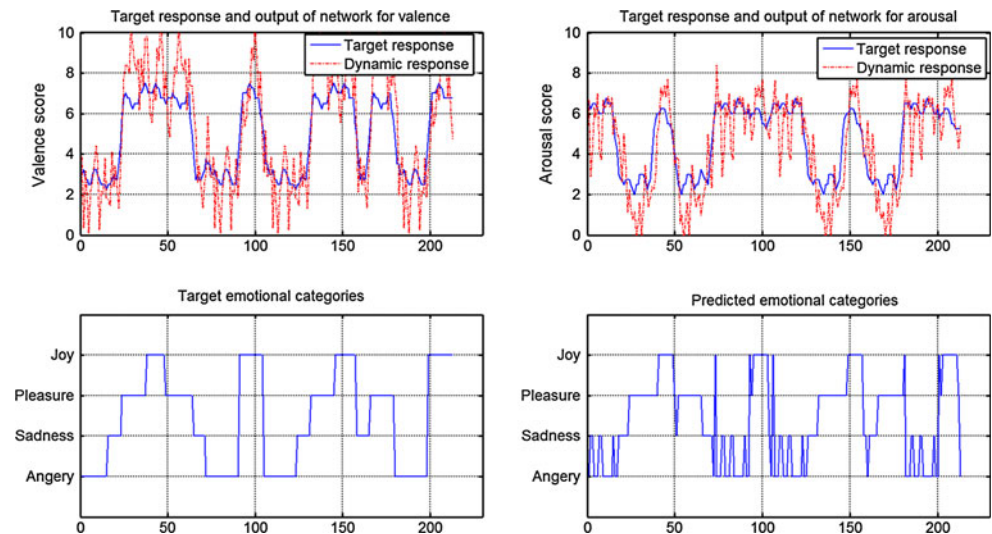 Target response and output of network for valence
10
8
6
4
2
0
Valence score
Target response
Dynamic response
0 50 100 150 200
Target response and output of network for arousal
10
8
6
4
2
0
Arousal score
Target response
Dynamic response
0 50 100 150 200
Target emotional categories
Joy
Pleasure
Sadness
Angery
0 50 100 150 200
Predicted emotional categories
Joy
Pleasure
Sadness
Angery
0 50 100 150 200